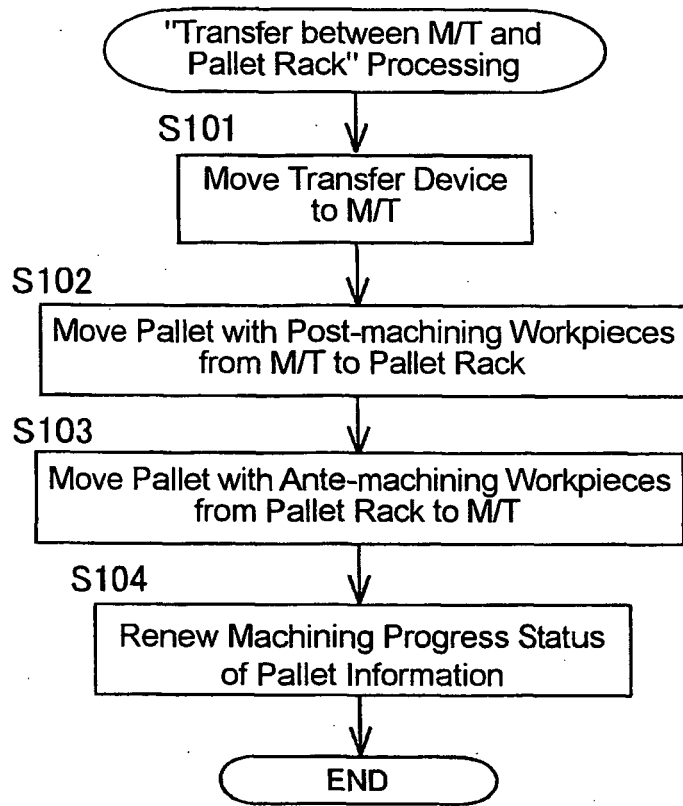 "Transfer between M/T and
Pallet Rack" Processing
S101
Move Transfer Device
to M/T
S102
Move Pallet with Post-machining Workpieces
from M/T to Pallet Rack
S103
Move Pallet with Ante-machining Workpieces
from Pallet Rack to M/T
S104
Renew Machining Progress Status
of Pallet Information
END